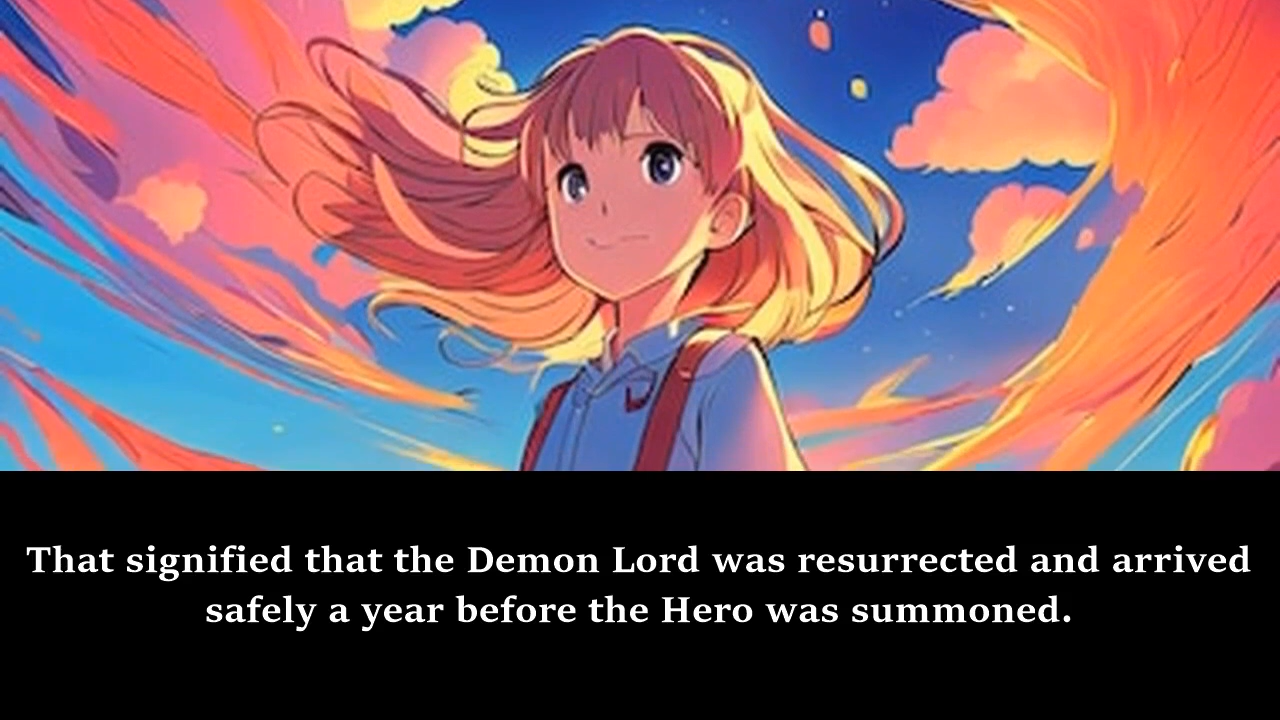 That signified that the Demon Lord was resurrected and arrived
safely a year before the Hero was summoned.